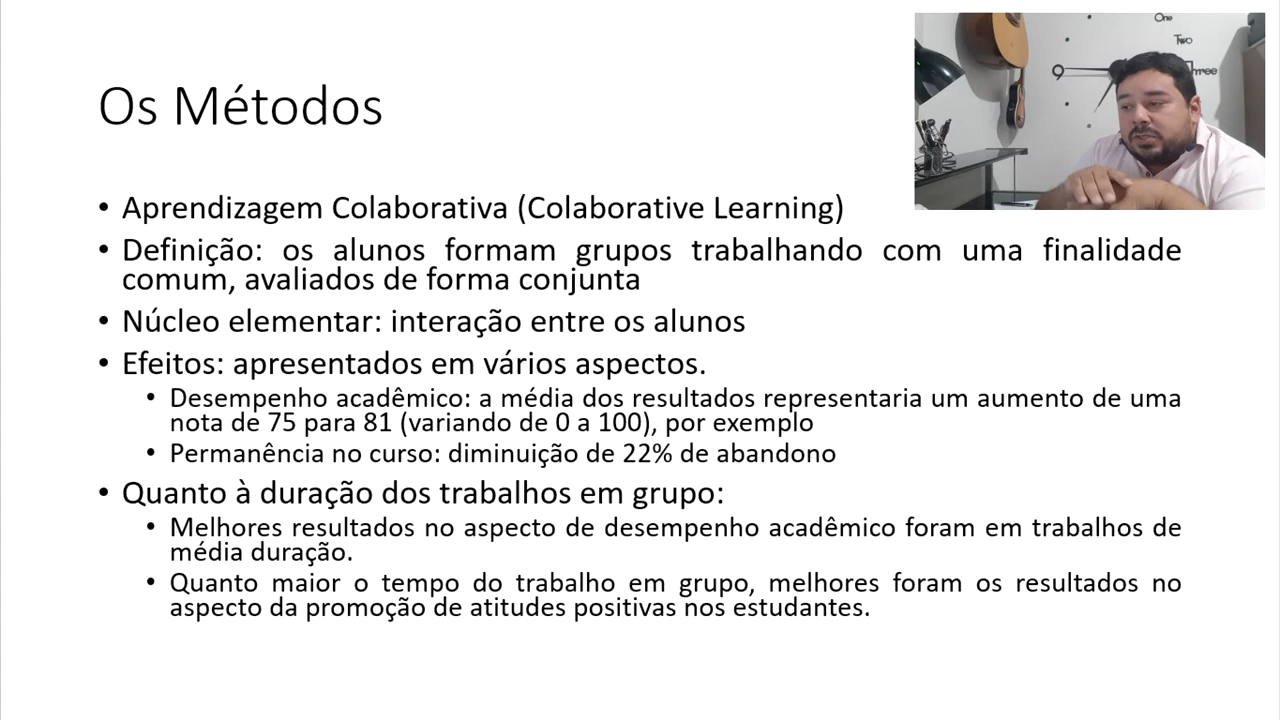 One
Two
9
Three
Os Métodos
• Aprendizagem Colaborativa (Colaborative Learning)
• Definição: os alunos formam grupos trabalhando com uma finalidade
comum, avaliados de forma conjunta
• Núcleo elementar: interação entre os alunos
• Efeitos: apresentados em vários aspectos.
• Desempenho acadêmico: a média dos resultados representaria um aumento de uma
nota de 75 para 81 (variando de 0 a 100), por exemplo
• Permanência no curso: diminuição de 22% de abandono
• Quanto à duração dos trabalhos em grupo:
• Melhores resultados no aspecto de desempenho acadêmico foram em trabalhos de
média duração.
• Quanto maior o tempo do trabalho em grupo, melhores foram os resultados no
aspecto da promoção de atitudes positivas nos estudantes.